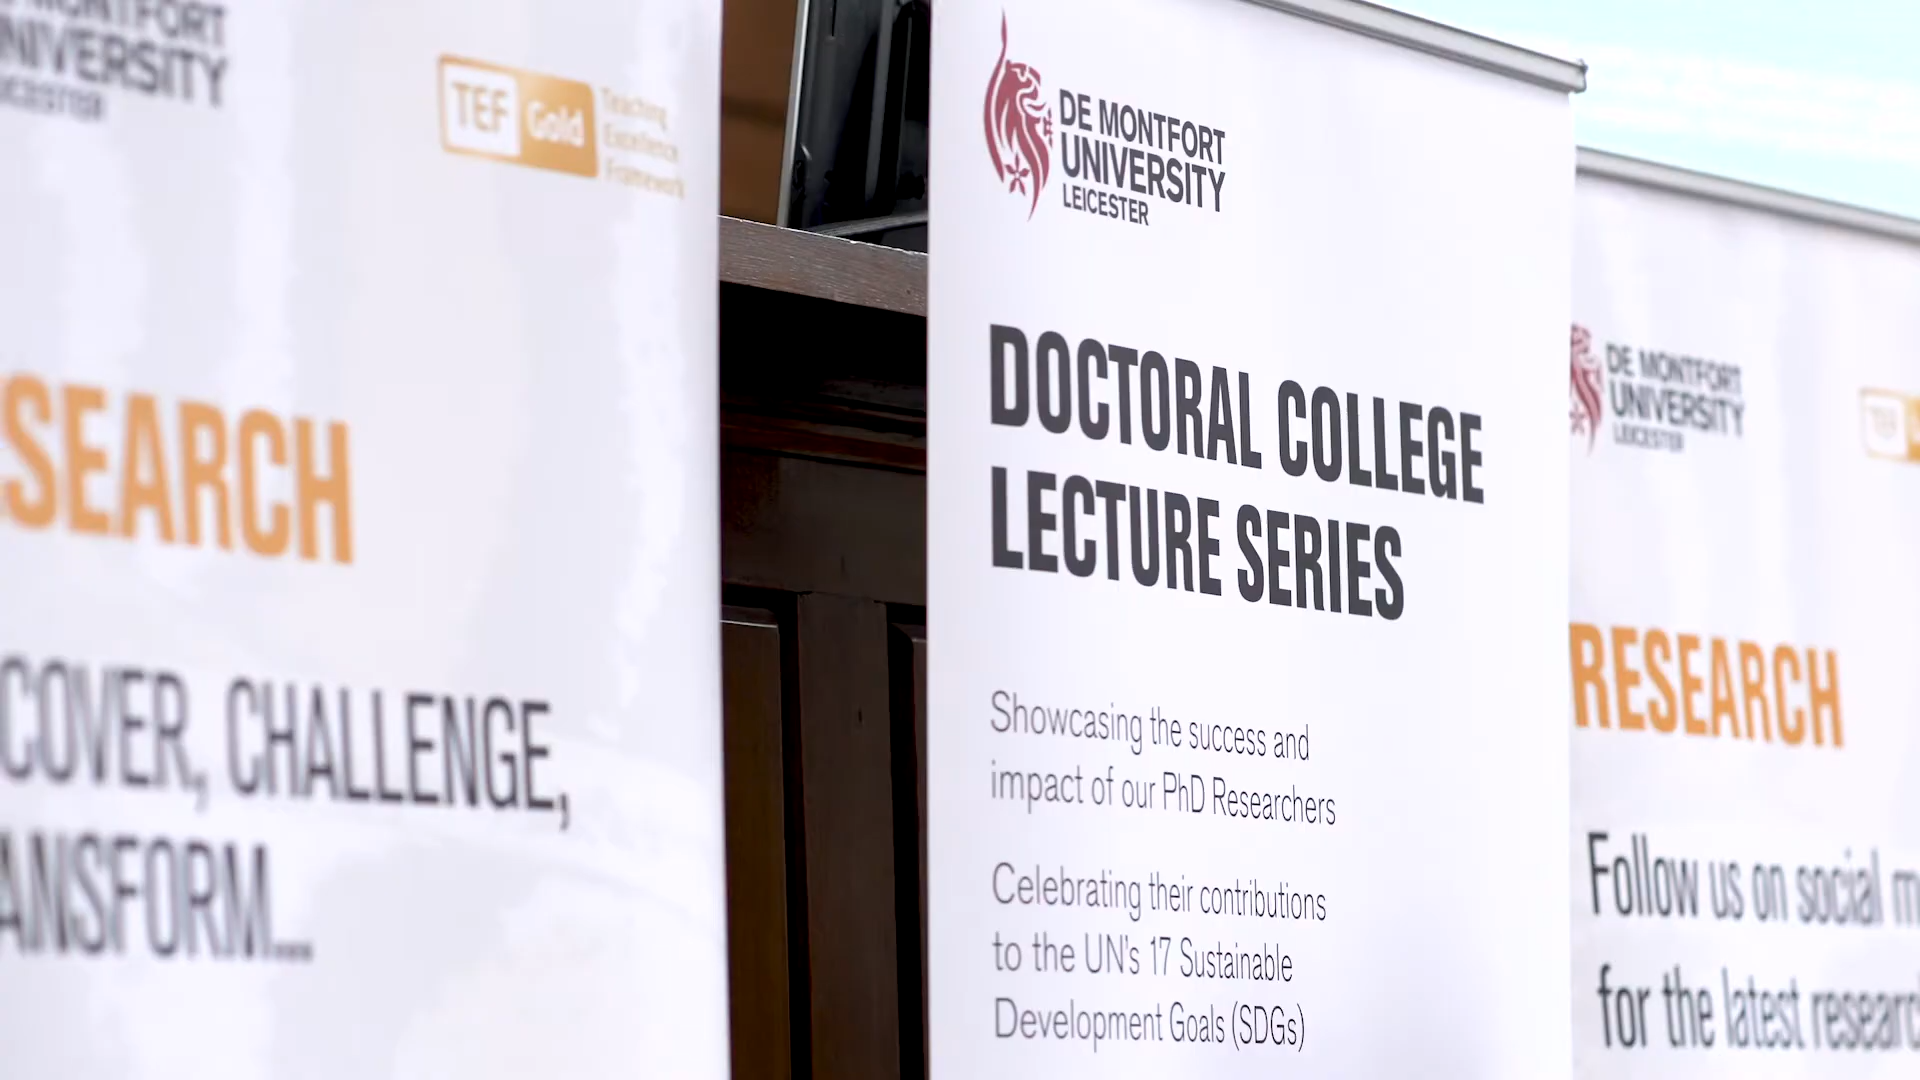 MONTFORT
UNIVERSITY
LEICESTER
TEF Gold Teaching
Excellence
Framework
SEARCH
COVER, CHALLENGE,
ANSFORM...
DE MONTFORT
UNIVERSITY
LEICESTER
DOCTORAL COLLEGE
LECTURE SERIES
Showcasing the success and
impact of our PhD Researchers
Celebrating their contributions
to the UN's 17 Sustainable
Development Goals (SDGs)
DE MONTFORT
UNIVERSITY
LEICESTER
TEF
RESEARCH
Follow us on social m
for the latest researc